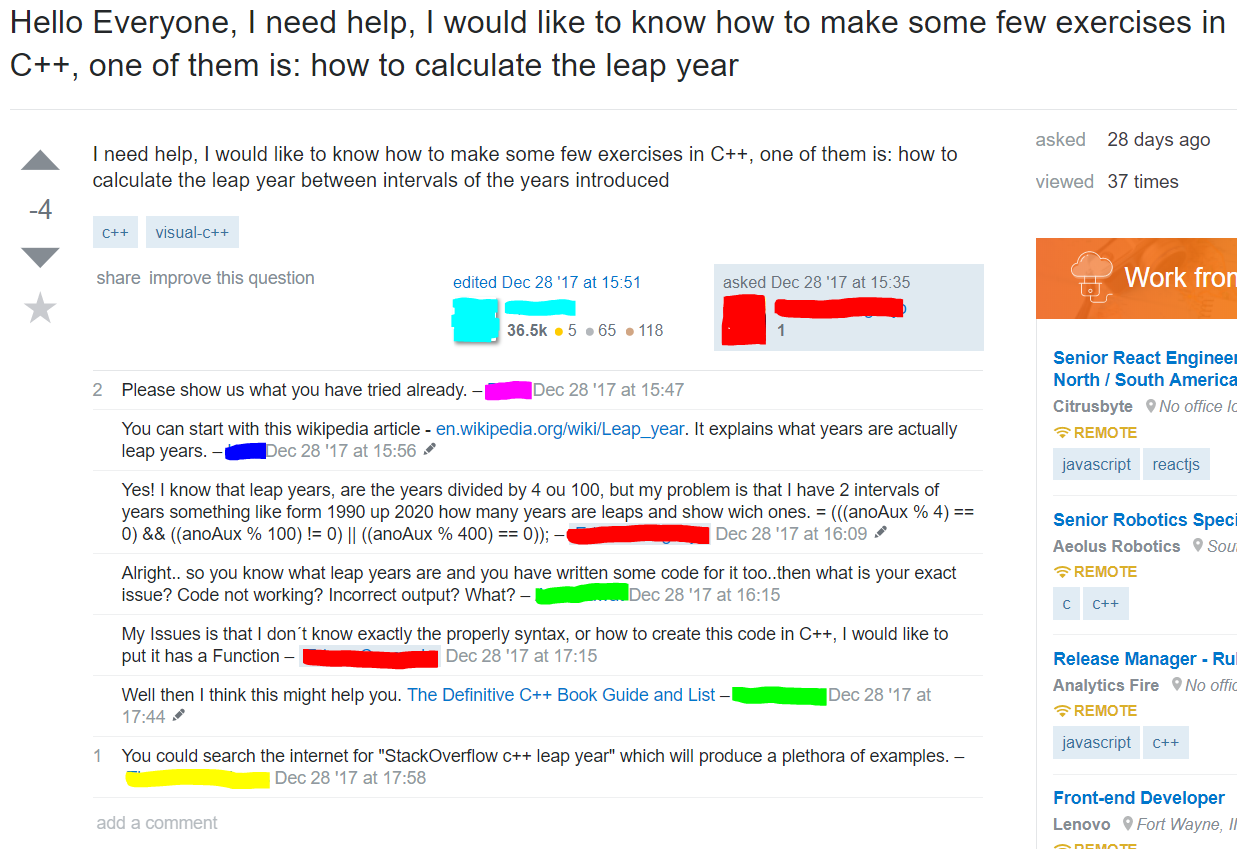 Hello Everyone, I need help, I would like to know how to make some few exercises in
C++, one of them is: how to calculate the leap year
I need help, I would like to know how to make some few exercises in C++, one of them is: how to
calculate the leap year between intervals of the years introduced
-4
c++ visual-c++
share improve this question
edited Dec 28 '17 at 15:51
36.5k 5 65 118
asked Dec 28 '17 at 15:35
1
2 Please show us what you have tried already. – Dec 28 '17 at 15:47
You can start with this wikipedia article - en.wikipedia.org/wiki/Leap_year. It explains what years are actually
leap years. – Dec 28 '17 at 15:56
Yes! I know that leap years, are the years divided by 4 ou 100, but my problem is that I have 2 intervals of
years something like form 1990 up 2020 how many years are leaps and show wich ones. = (((anoAux % 4) ==
0) && ((anoAux % 100) != 0) || ((anoAux % 400) == 0)); – Dec 28 '17 at 16:09
Alright.. so you know what leap years are and you have written some code for it too..then what is your exact
issue? Code not working? Incorrect output? What? – Dec 28 '17 at 16:15
My Issues is that I don´t know exactly the properly syntax, or how to create this code in C++, I would like to
put it has a Function – Dec 28 '17 at 17:15
Well then I think this might help you. The Definitive C++ Book Guide and List – Dec 28 '17 at
17:44
1 You could search the internet for "StackOverflow c++ leap year" which will produce a plethora of examples. –
Dec 28 '17 at 17:58
add a comment
asked 28 days ago
viewed 37 times
Work from
Senior React Engineer
North / South America
Citrusbyte No office lo
REMOTE
javascript reactjs
Senior Robotics Speci
Aeolus Robotics Sou
REMOTE
c c++
Release Manager - Ru
Analytics Fire No offic
REMOTE
javascript c++
Front-end Developer
Lenovo Fort Wayne, I
REMOTE